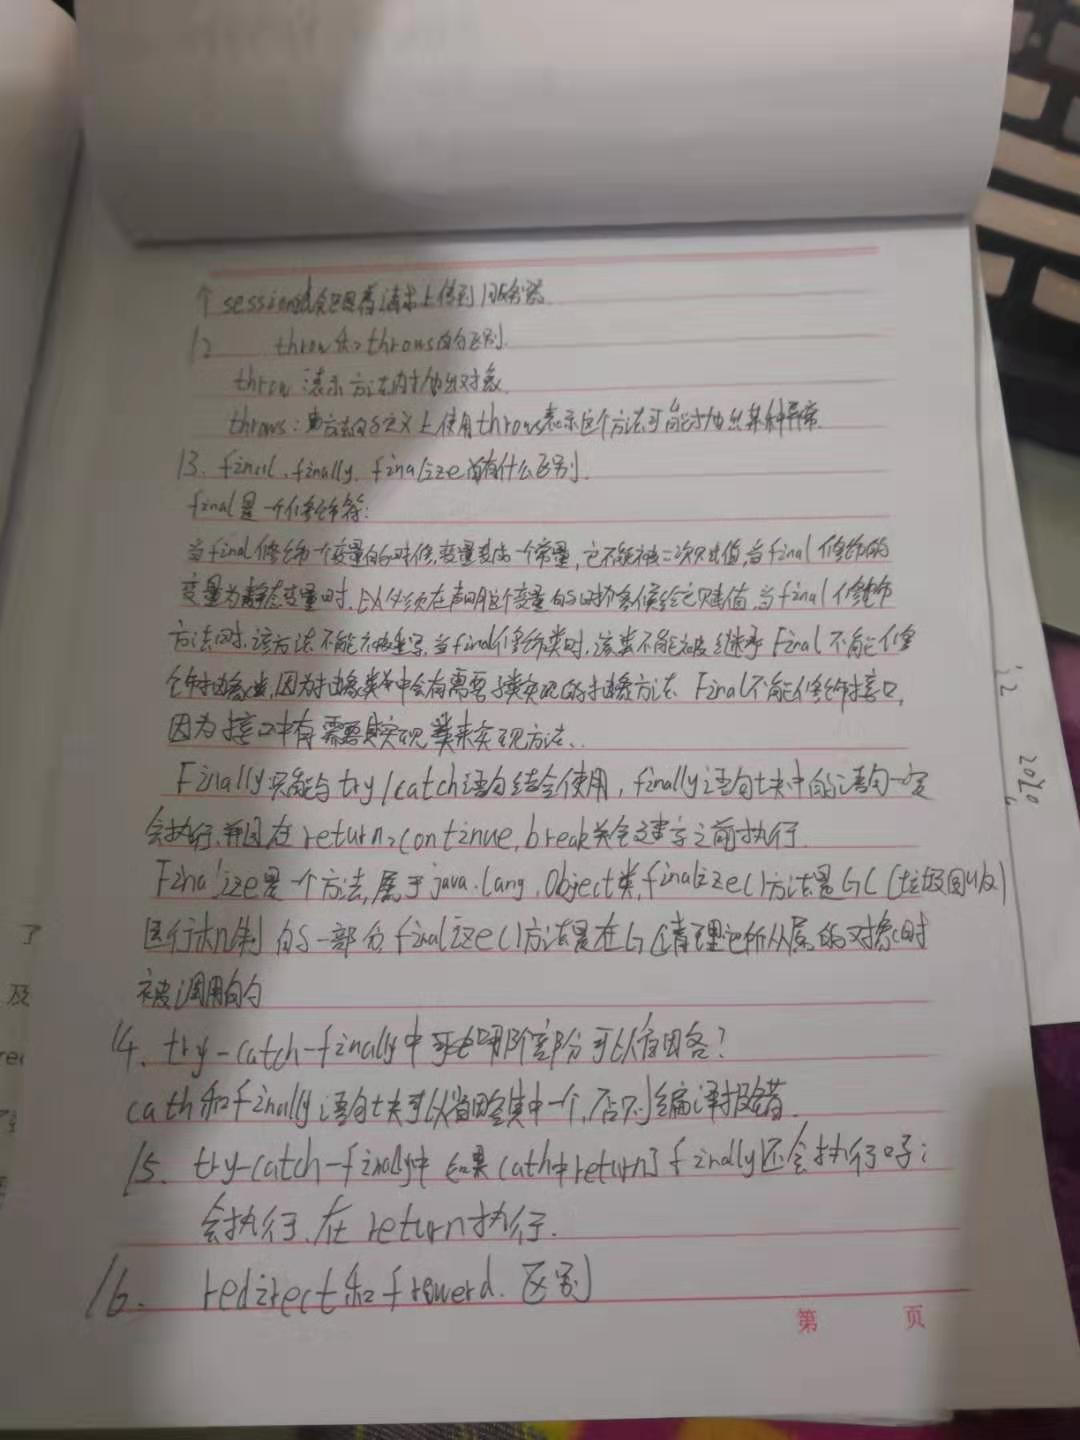 ↑ session会随着请求上传到服务器
12 throw和throws的区别.
throw 表示方法内抛出对象.
throws: 方法的定义上使用throws表示这个方法可能抛出某种异常.
13. final、finally、finalize有什么区别.
final是一个修饰符:
当final修饰一个变量的时候,变量变成一个常量,它不能被二次赋值,当final修饰的
变量为静态变量时,必须在声明这个变量的时候给它赋值,当final修饰
方法时,该方法不能被重写,当final修饰类时,该类不能被继承 Final不能修
饰抽象类,因为抽象类中会有需要子类实现的抽象方法 Final不能修饰接口,
因为接口中有需要其实现类来实现方法、
Finally只能与try/catch语句结合使用,finally语句块中的语句一定
会执行,并且在return,continue,break关键字之前执行.
Finalize是一个方法,属于java.lang.Object类,finalize()方法是GC(垃圾回收)
运行机制的一部分 finalize()方法是在GC清理它所从属的对象时
被调用的
14. try-catch-finally中哪个部分可以省略?
cath和finally语句块可以省略其中一个,否则编译报错.
15. try-catch-finally中 如果cath中return了finally还会执行吗;
会执行,在return执行.
16. redirect和froword.区别
第 页
2020
了
及